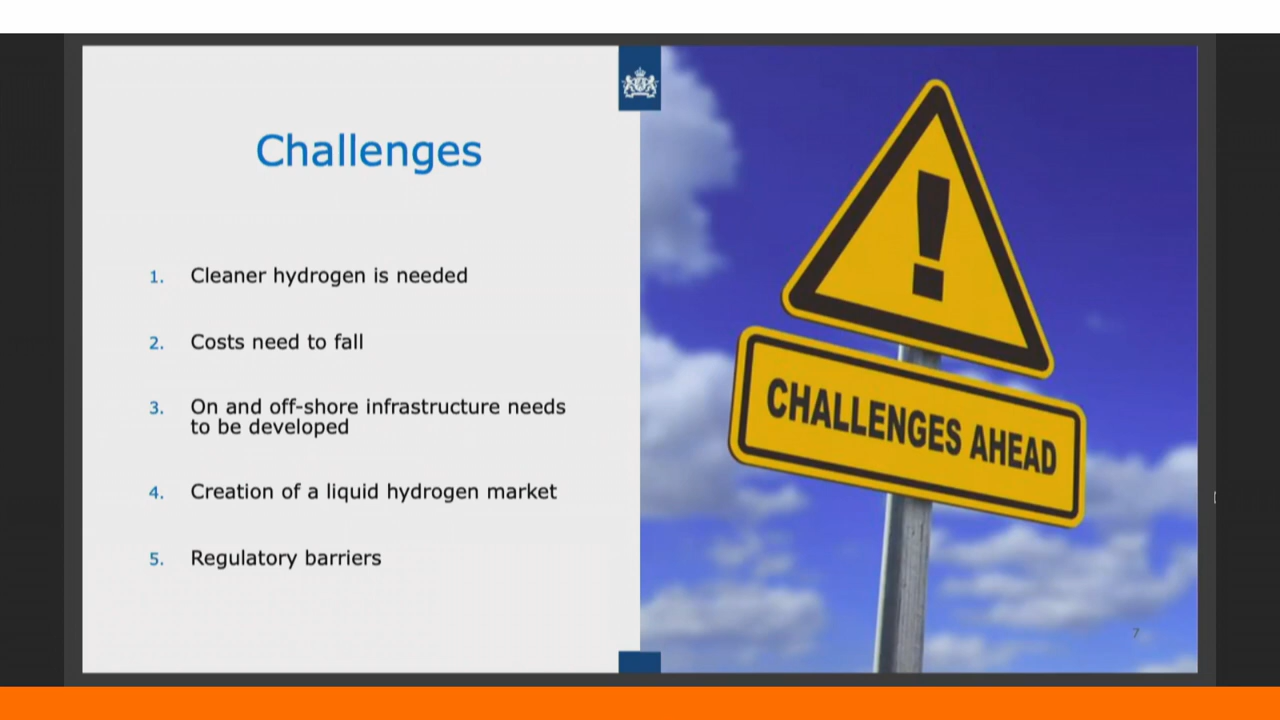 Challenges
1. Cleaner hydrogen is needed
2. Costs need to fall
3. On and off-shore infrastructure needs
to be developed
4. Creation of a liquid hydrogen market
5. Regulatory barriers
!
CHALLENGES AHEAD
7